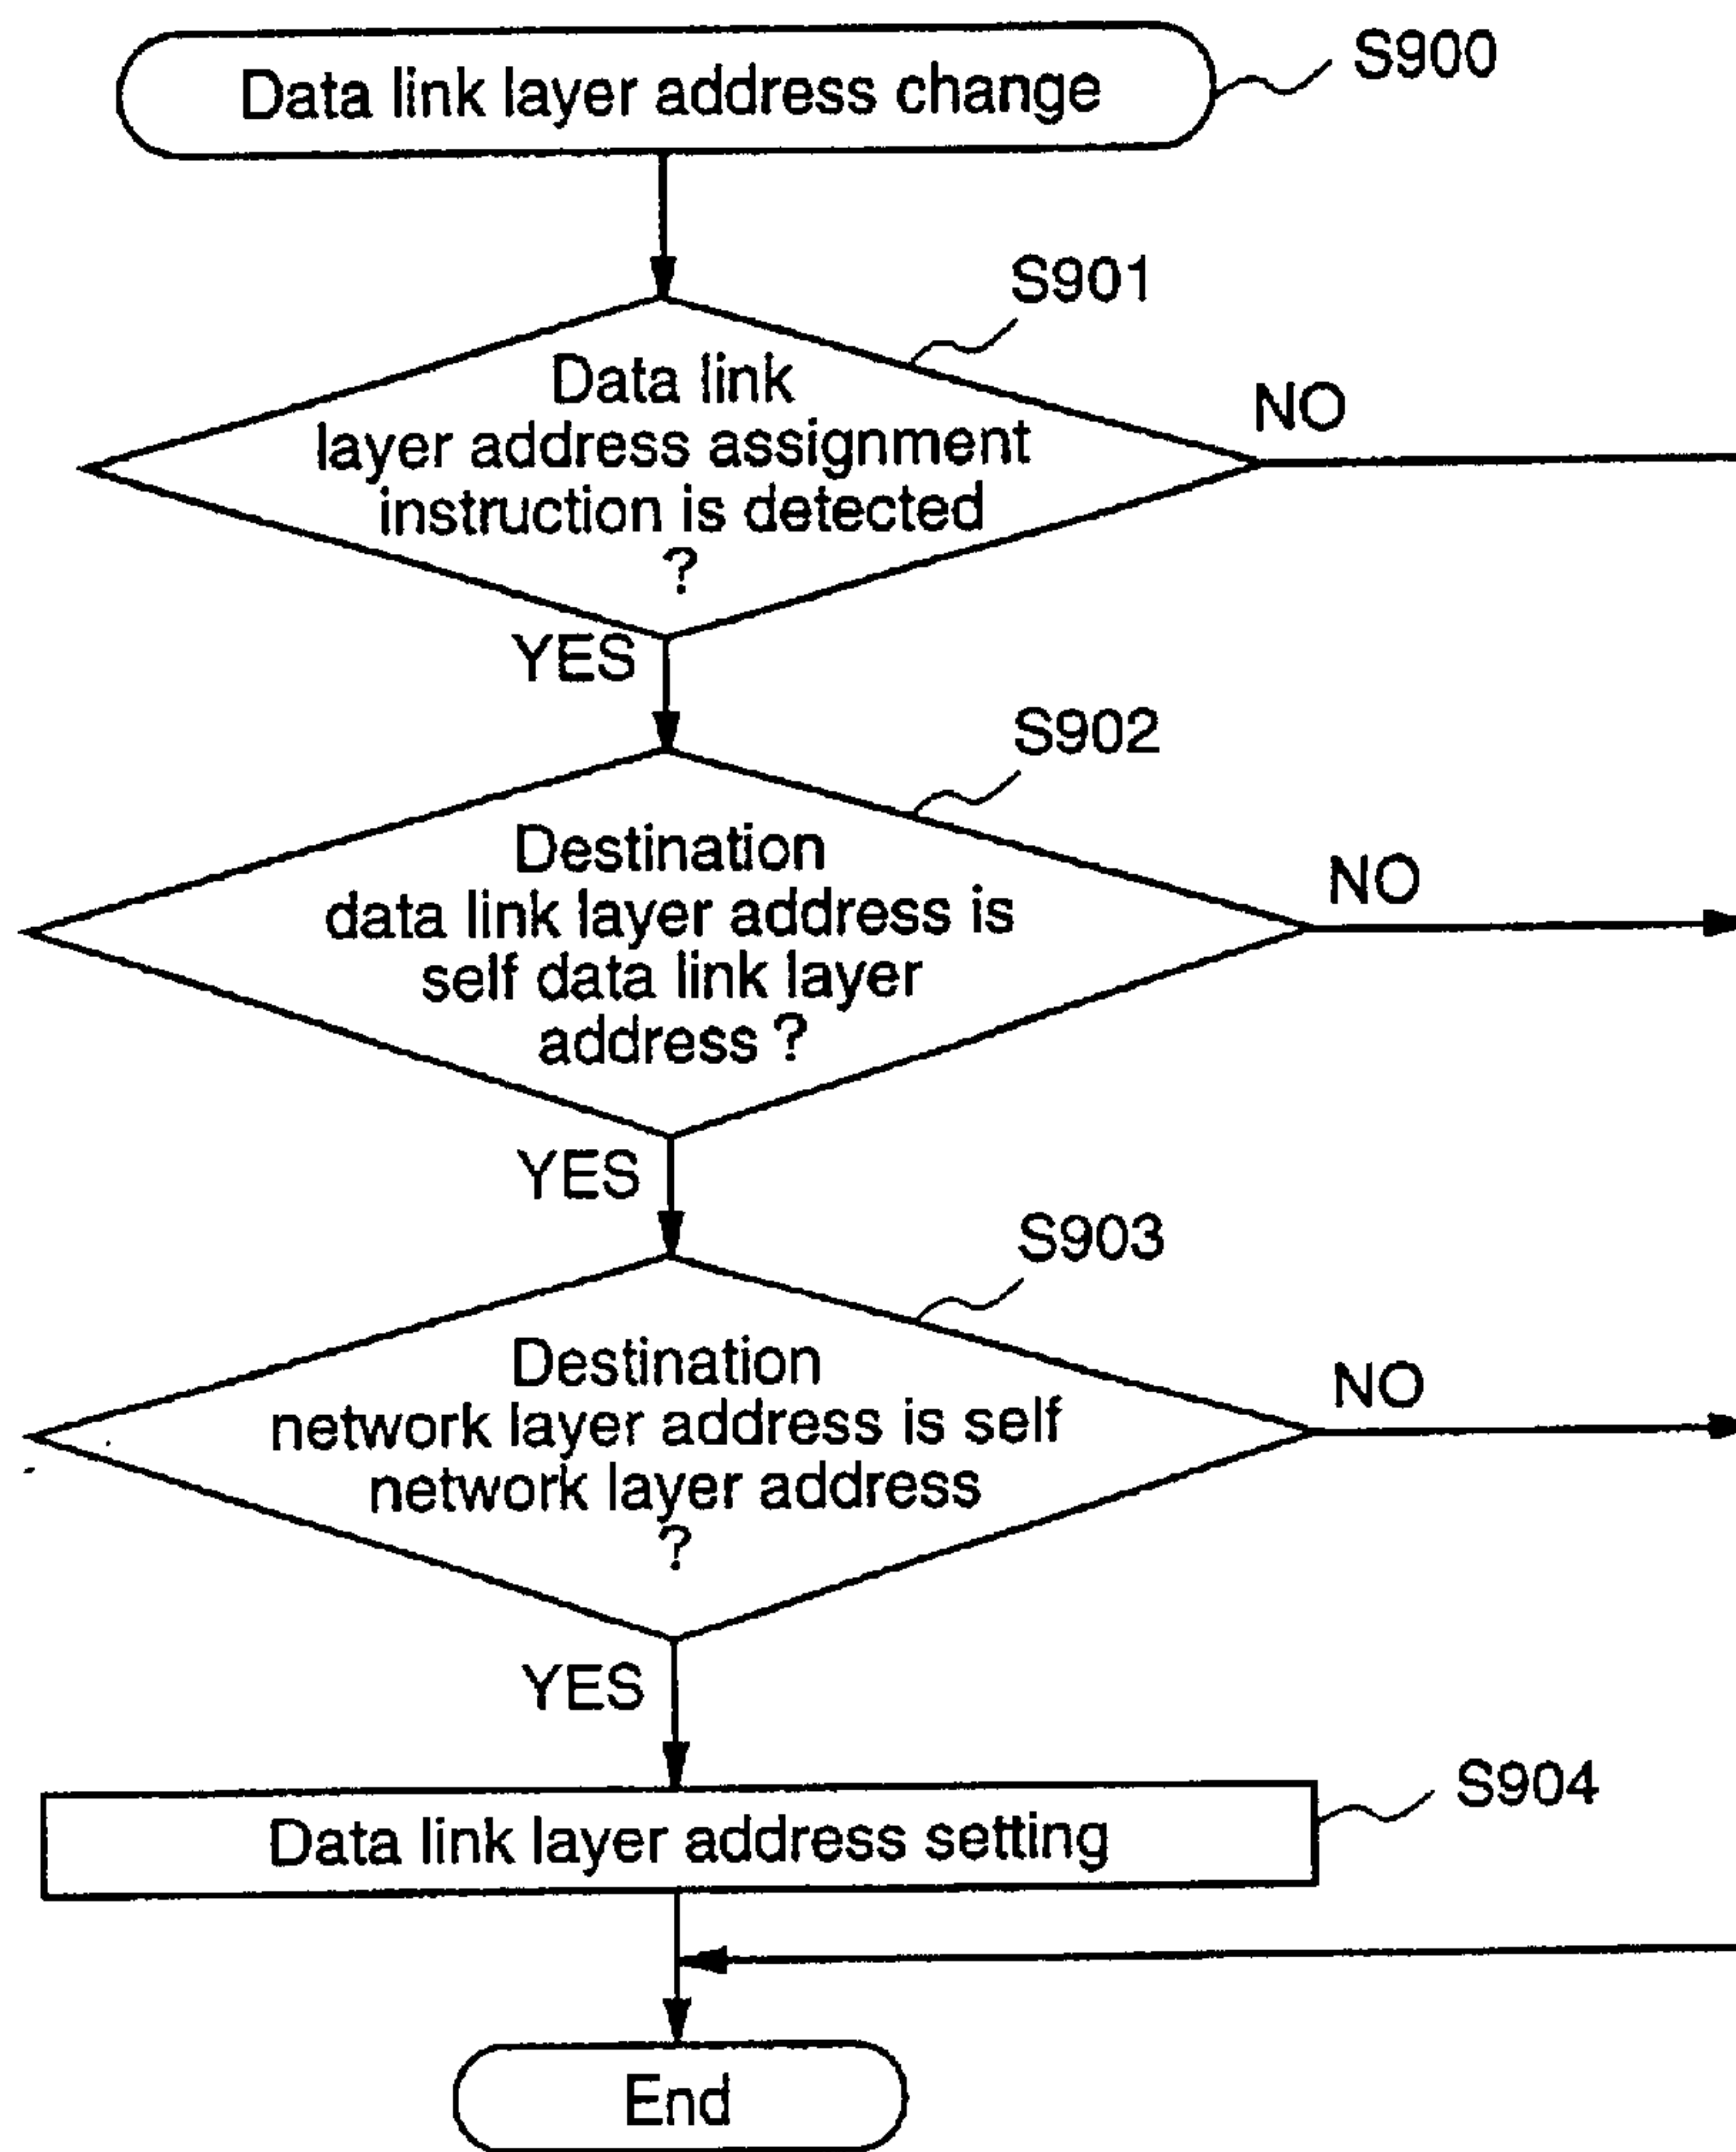 Data link layer address change
S900
S901
Data link
layer address assignment
instruction is detected
?
NO
YES
S902
Destination
data link layer address is
self data link layer
address ?
NO
YES
S903
Destination
network layer address is self
network layer address
?
NO
YES
Data link layer address setting
S904
End